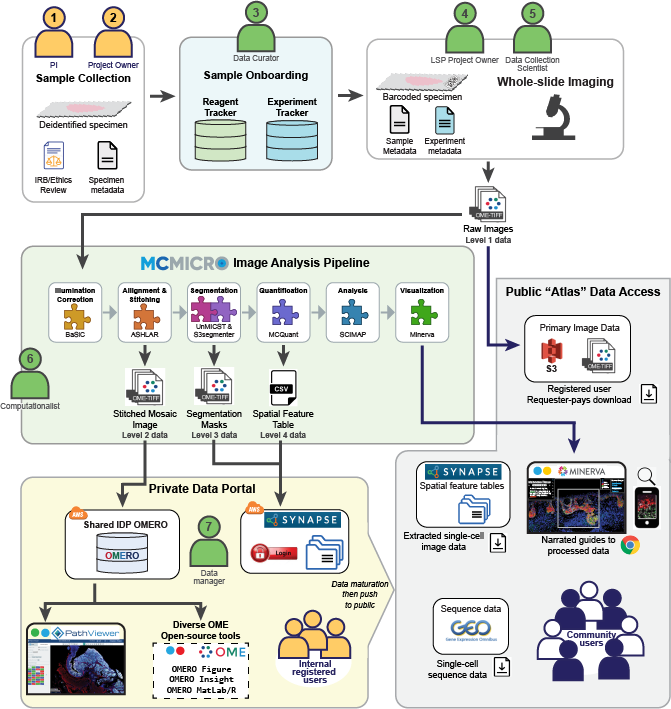 1
2
3
4
5
PI
Project Owner
Data Curator
LSP Project Owner
Data Collection
Scientist
Sample Collection
Deidentified specimen
IRB/Ethics
Review
Specimen
metadata
Sample Onboarding
Reagent
Tracker
Experiment
Tracker
Barcoded specimen
Whole-slide Imaging
Sample
Metadata
Experiment
metadata
OME-TIFF
Raw Images
Level 1 data
MCMICRO Image Analysis Pipeline
Illumination
Correction
BaSiC
Allignment &
Stitching
ASHLAR
Segmentation
UnMICST &
S3segmenter
Quantification
MCQuant
Analysis
SCIMAP
Visualization
Minerva
6
Computationalist
OME-TIFF
Stitched Mosaic
Image
Level 2 data
OME-TIFF
Segmentation
Masks
Level 3 data
CSV
Spatial Feature
Table
Level 4 data
Public “Atlas” Data Access
Primary Image Data
S3
OME-TIFF
Registered user
Requester-pays download
SYNAPSE
Spatial feature tables
Extracted single-cell
image data
MINERVA
Narrated guides to
processed data
Sequence data
GEO
Gene Expression Omnibus
Single-cell
sequence data
Community
users
Private Data Portal
AWS
Shared IDP OMERO
OMERO
7
Data
manager
AWS
SYNAPSE
Login
Data maturation
then push
to public
PathViewer
Diverse OME
Open-source tools
OME
OMERO Figure
OMERO Insight
OMERO MatLab/R
Internal
registered
users